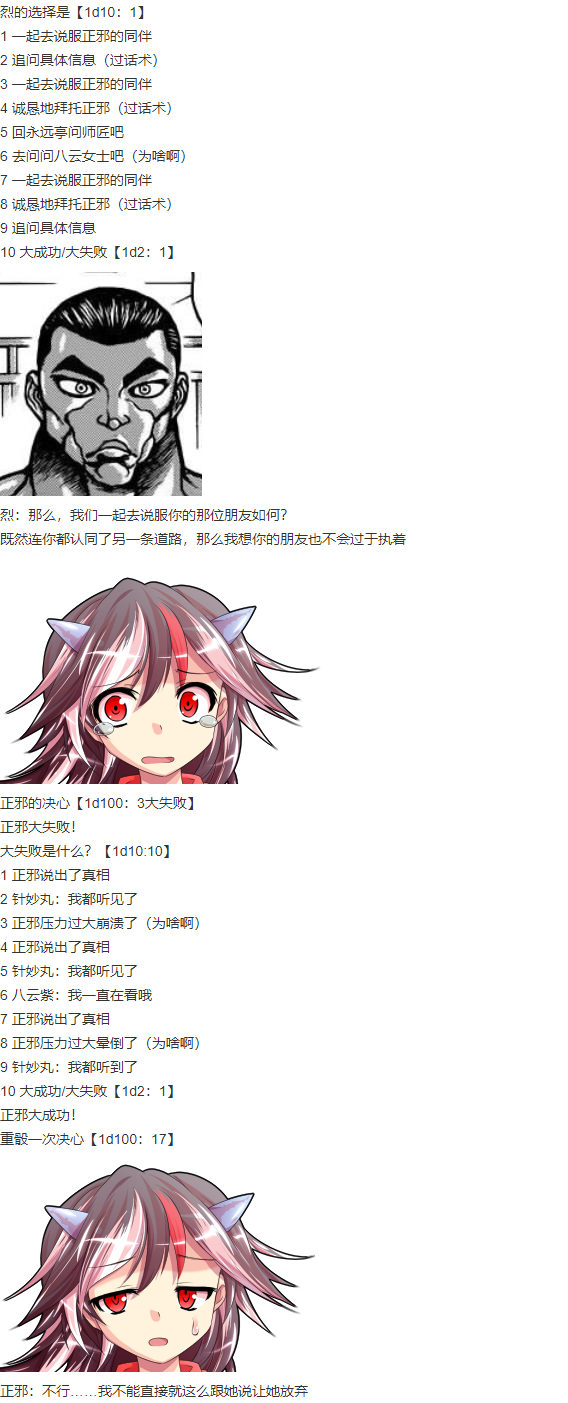 烈的选择是【1d10：1】
1 一起去说服正邪的同伴
2 追问具体信息（过话术）
3 一起去说服正邪的同伴
4 诚恳地拜托正邪（过话术）
5 回永远亭问师匠吧
6 去问问八云女士吧（为啥啊）
7 一起去说服正邪的同伴
8 诚恳地拜托正邪（过话术）
9 追问具体信息
10 大成功/大失败【1d2：1】
烈：那么，我们一起去说服你的那位朋友如何？
既然连你都认同了另一条道路，那么我想你的朋友也不会过于执着
正邪的决心【1d100：3大失败】
正邪大失败！
大失败是什么？【1d10:10】
1 正邪说出了真相
2 针妙丸：我都听见了
3 正邪压力过大崩溃了（为啥啊）
4 正邪说出了真相
5 针妙丸：我都听见了
6 八云紫：我一直在看哦
7 正邪说出了真相
8 正邪压力过大晕倒了（为啥啊）
9 针妙丸：我都听到了
10 大成功/大失败【1d2：1】
正邪大成功！
重骰一次决心【1d100：17】
正邪：不行……我不能直接就这么跟她说让她放弃